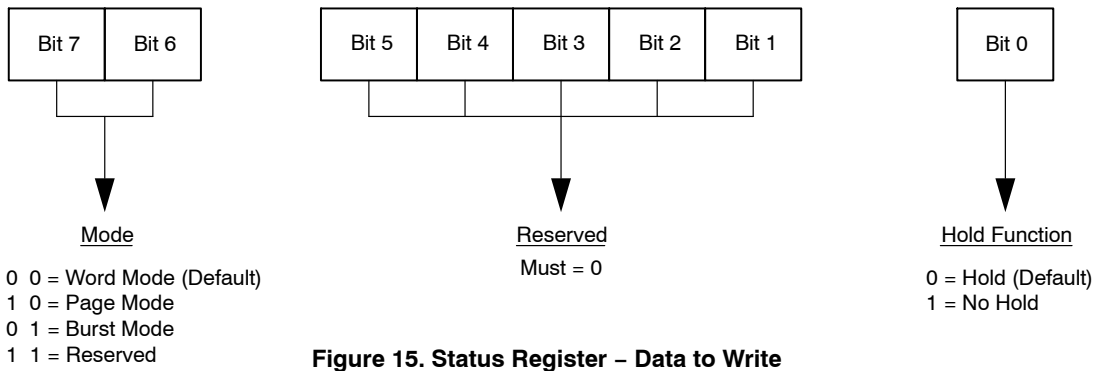 Bit 7 Bit 6 Bit 5 Bit 4 Bit 3 Bit 2 Bit 1 Bit 0
Mode
0 0 = Word Mode (Default)
1 0 = Page Mode
0 1 = Burst Mode
1 1 = Reserved
Reserved
Must = 0
Hold Function
0 = Hold (Default)
1 = No Hold
Figure 15. Status Register – Data to Write